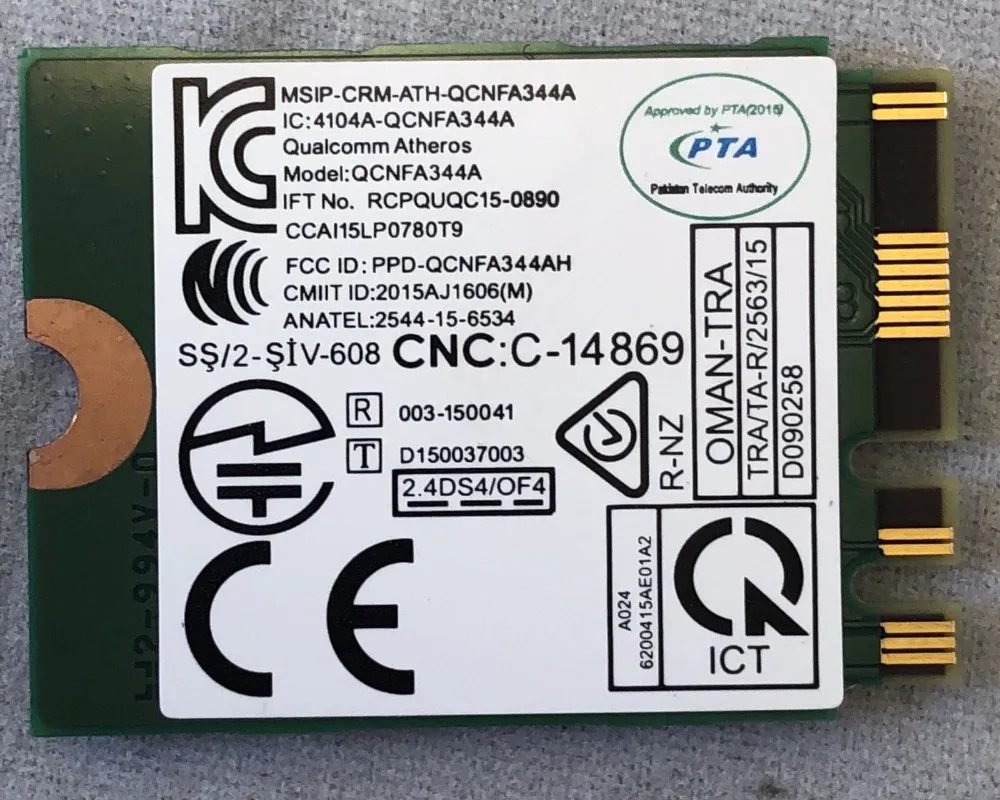 MSIP-CRM-ATH-QCNFA344A
IC:4104A-QCNFA344A
Qualcomm Atheros
Model:QCNFA344A
IFT No. RCPQUQC15-0890
CCAI15LP0780T9
FCC ID: PPD-QCNFA344AH
CMIIT ID:2015AJ1606(M)
ANATEL:2544-15-6534
SŞ/2-ŞİV-608 CNC:C-14869
Approved by PTA(2015)
PTA
Pakistan Telecom Authority
R 003-150041
T D150037003
2.4DS4/OF4
R-NZ
OMAN-TRA
TRA/TA-R/2563/15
D090258
CE
A024
6200415AE01A2
ICT
94V-0